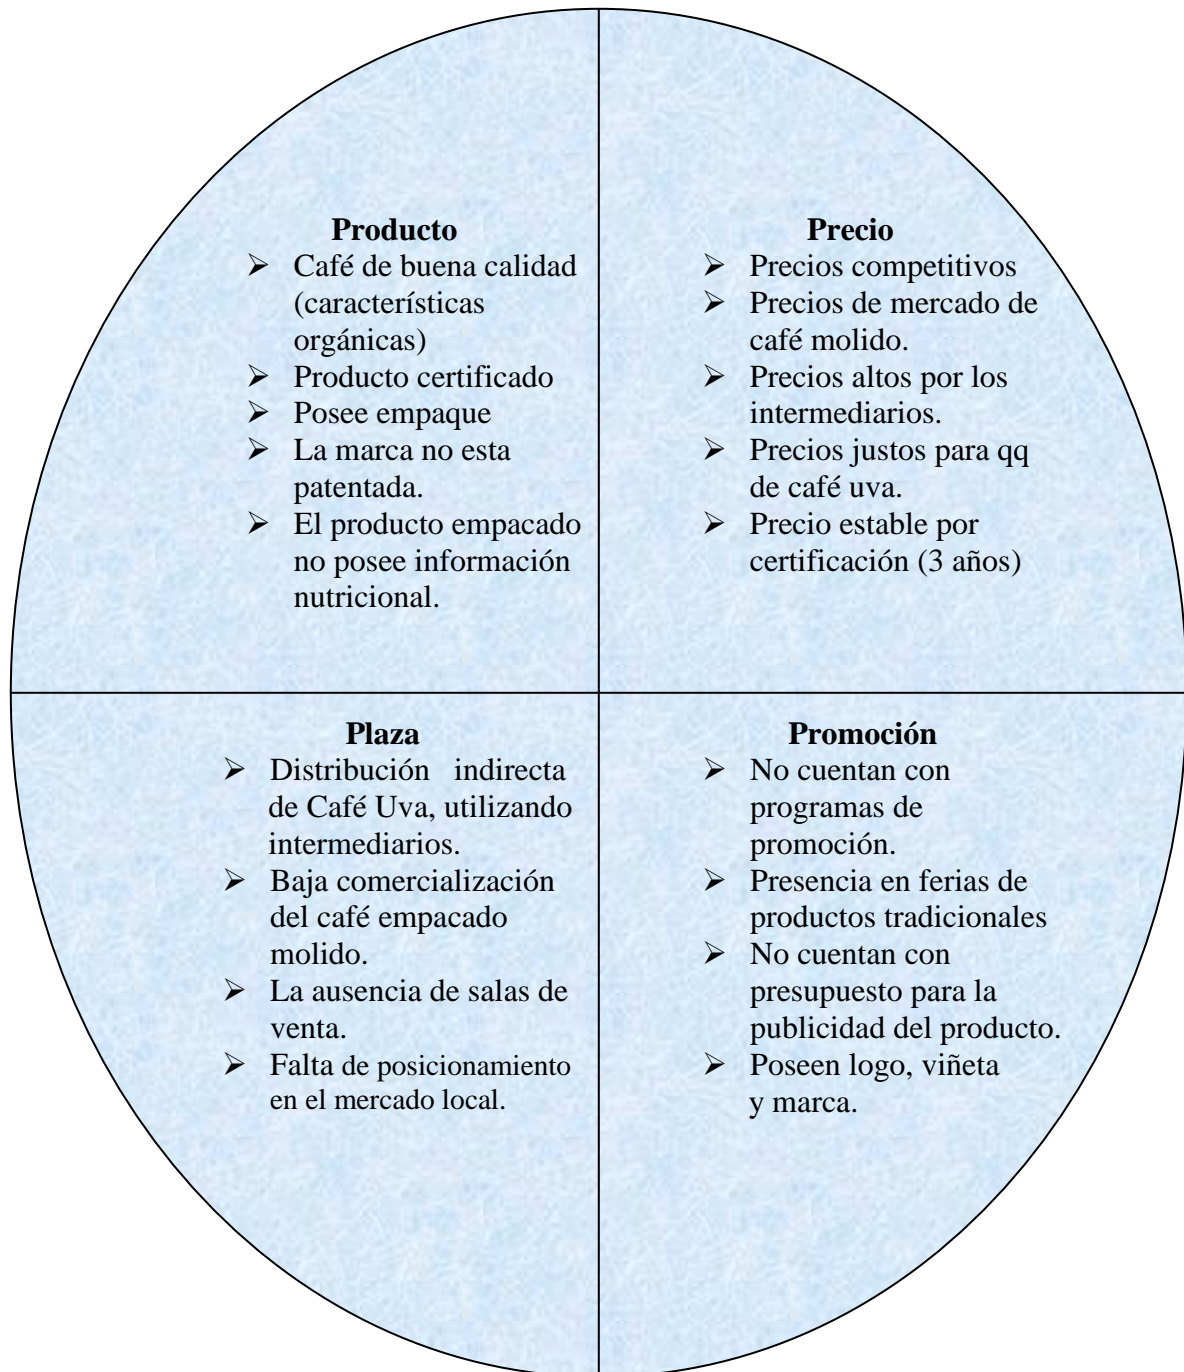 Producto
➢ Café de buena calidad
(características
orgánicas)
➢ Producto certificado
➢ Posee empaque
➢ La marca no esta
patentada.
➢ El producto empacado
no posee información
nutricional.
Precio
➢ Precios competitivos
➢ Precios de mercado de
café molido.
➢ Precios altos por los
intermediarios.
➢ Precios justos para qq
de café uva.
➢ Precio estable por
certificación (3 años)
Plaza
➢ Distribución indirecta
de Café Uva, utilizando
intermediarios.
➢ Baja comercialización
del café empacado
molido.
➢ La ausencia de salas de
venta.
➢ Falta de posicionamiento
en el mercado local.
Promoción
➢ No cuentan con
programas de
promoción.
➢ Presencia en ferias de
productos tradicionales
➢ No cuentan con
presupuesto para la
publicidad del producto.
➢ Poseen logo, viñeta
y marca.